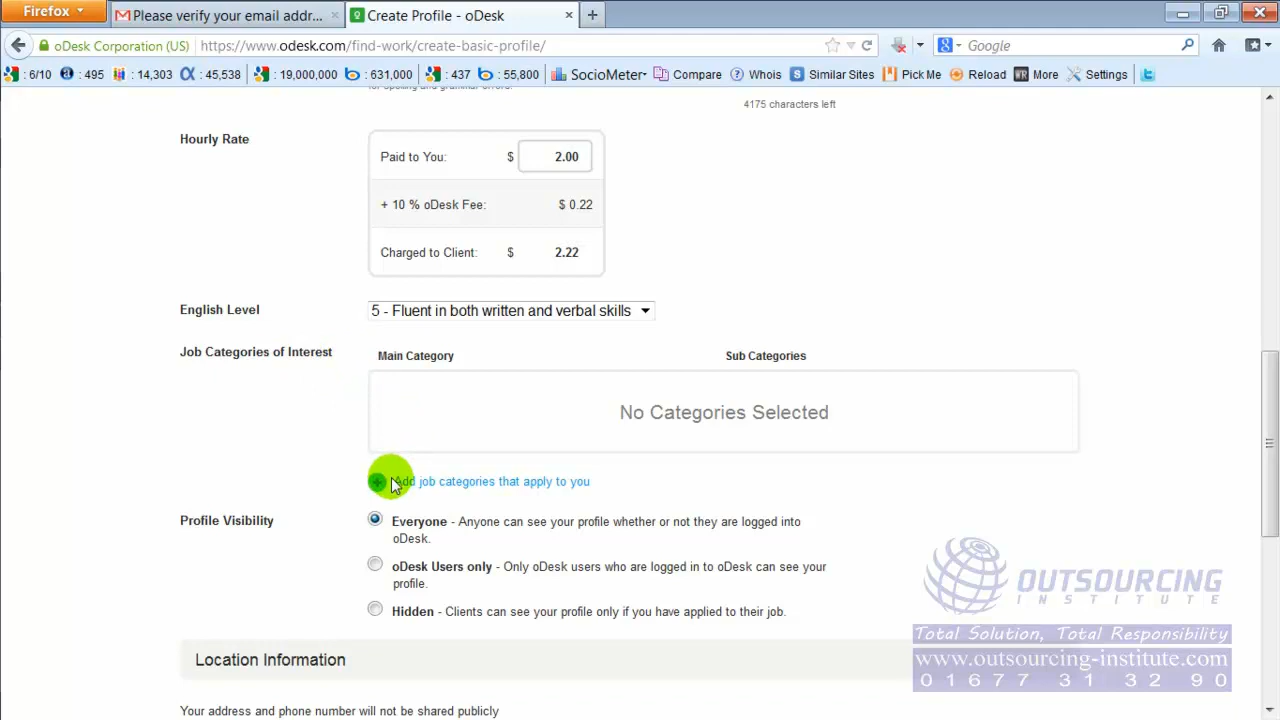 Firefox
Please verify your email addr...
Create Profile - oDesk
oDesk Corporation (US)
https://www.odesk.com/find-work/create-basic-profile/
Google
: 6/10
: 495
: 14,303
: 45,538
: 19,000,000
: 631,000
: 437
: 55,800
SocioMeter
Compare
Whois
Similar Sites
Pick Me
Reload
More
Settings
for spelling and grammar errors.
4175 characters left
Hourly Rate
Paid to You: $ 2.00
+ 10 % oDesk Fee: $ 0.22
Charged to Client: $ 2.22
English Level
5 - Fluent in both written and verbal skills
Job Categories of Interest
Main Category
Sub Categories
No Categories Selected
Add job categories that apply to you
Profile Visibility
Everyone - Anyone can see your profile whether or not they are logged into
oDesk.
oDesk Users only - Only oDesk users who are logged in to oDesk can see your
profile.
Hidden - Clients can see your profile only if you have applied to their job.
OUTSOURCING
INSTITUTE
Total Solution, Total Responsibility
www.outsourcing-institute.com
01677 31 32 90
Location Information
Your address and phone number will not be shared publicly